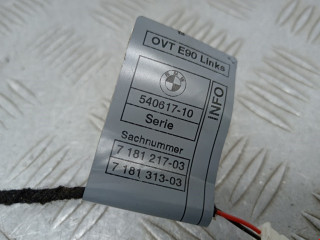 OVT E90 Links
540617-10
Serie
INFO
Sachnummer
7 181 217-03
7 181 313-03